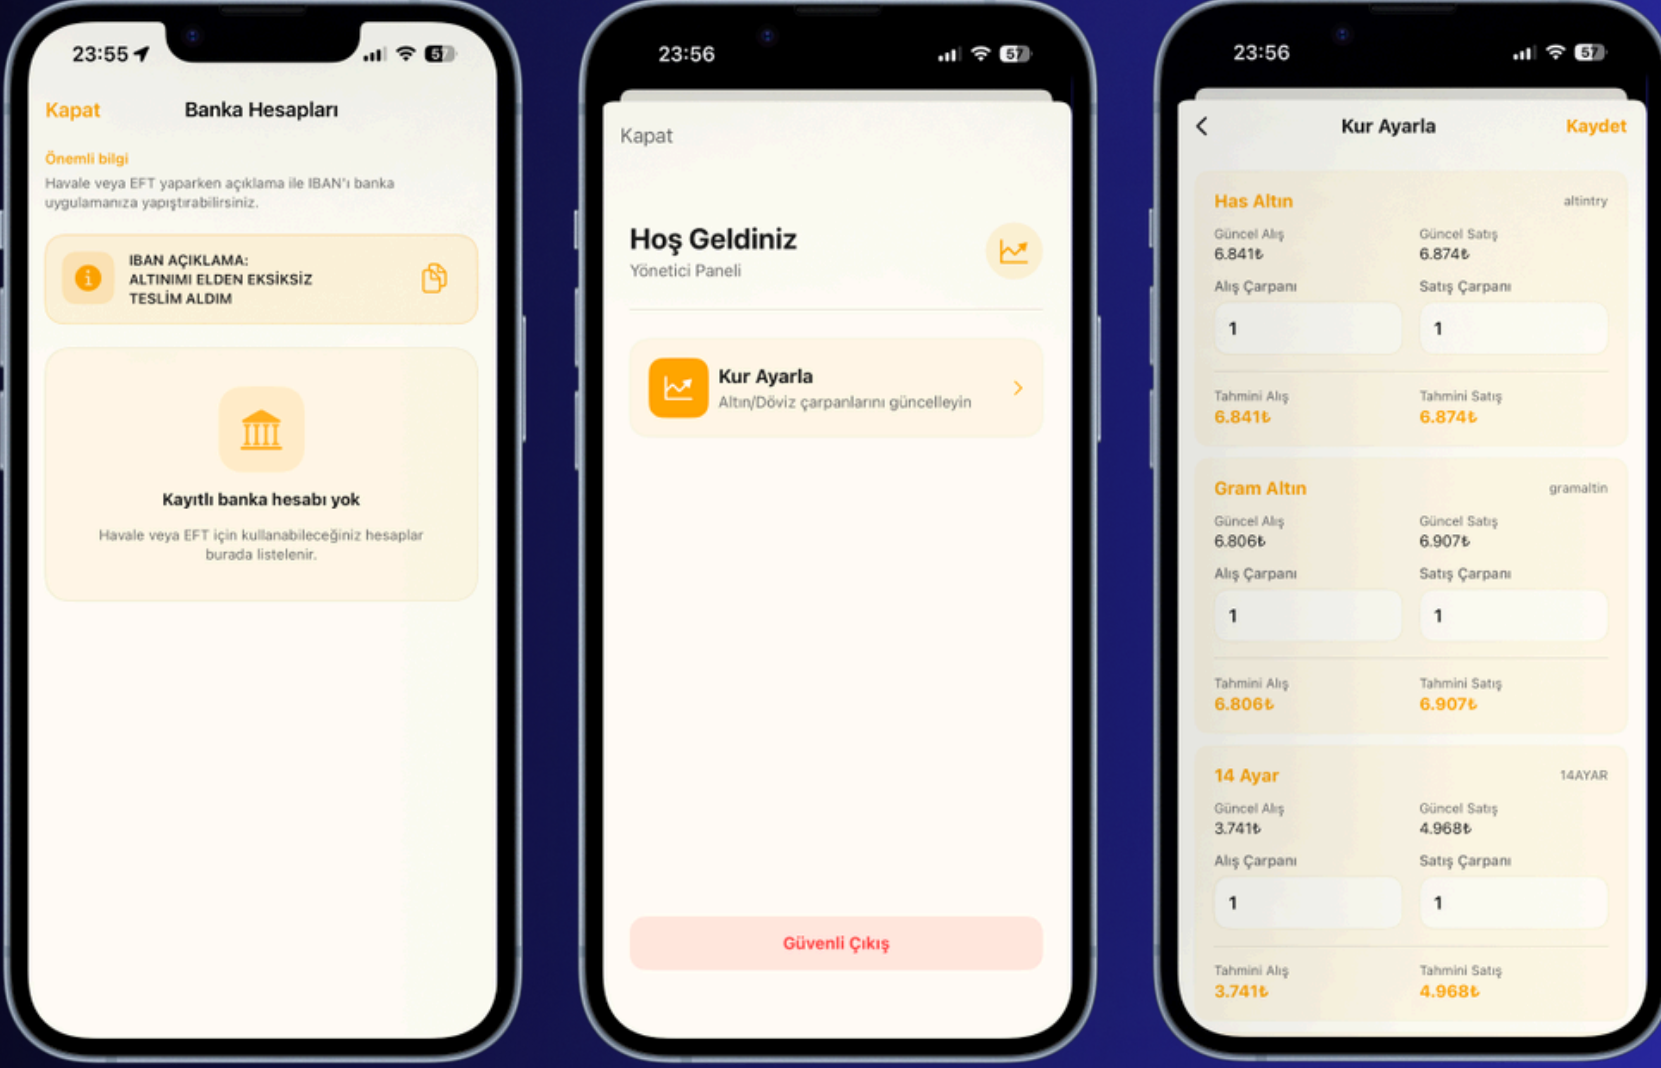 23:55
57
Kapat
Banka Hesapları
Önemli bilgi
Havale veya EFT yaparken açıklama ile IBAN'ı banka
uygulamanıza yapıştırabilirsiniz.
IBAN AÇIKLAMA:
ALTINIMI ELDEN EKSİKSİZ
TESLİM ALDIM
Kayıtlı banka hesabı yok
Havale veya EFT için kullanabileceğiniz hesaplar
burada listelenir.
23:56
57
Kapat
Hoş Geldiniz
Yönetici Paneli
Kur Ayarla
Altın/Döviz çarpanlarını güncelleyin
Güvenli Çıkış
23:56
57
Kur Ayarla
Kaydet
Has Altın
altintry
Güncel Alış
Güncel Satış
6.841₺
6.874₺
Alış Çarpanı
Satış Çarpanı
1
1
Tahmini Alış
Tahmini Satış
6.841₺
6.874₺
Gram Altın
gramaltin
Güncel Alış
Güncel Satış
6.806₺
6.907₺
Alış Çarpanı
Satış Çarpanı
1
1
Tahmini Alış
Tahmini Satış
6.806₺
6.907₺
14 Ayar
14AYAR
Güncel Alış
Güncel Satış
3.741₺
4.968₺
Alış Çarpanı
Satış Çarpanı
1
1
Tahmini Alış
Tahmini Satış
3.741₺
4.968₺